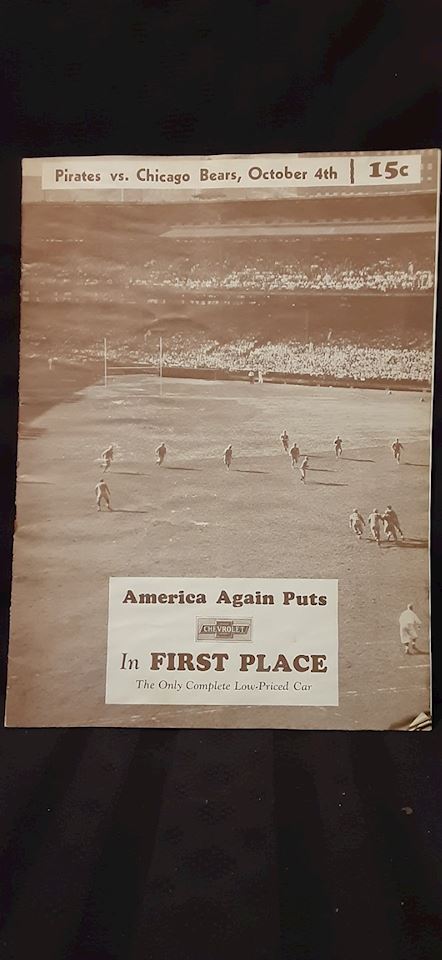 Pirates vs. Chicago Bears, October 4th | 15c
America Again Puts
CHEVROLET
In FIRST PLACE
The Only Complete Low-Priced Car